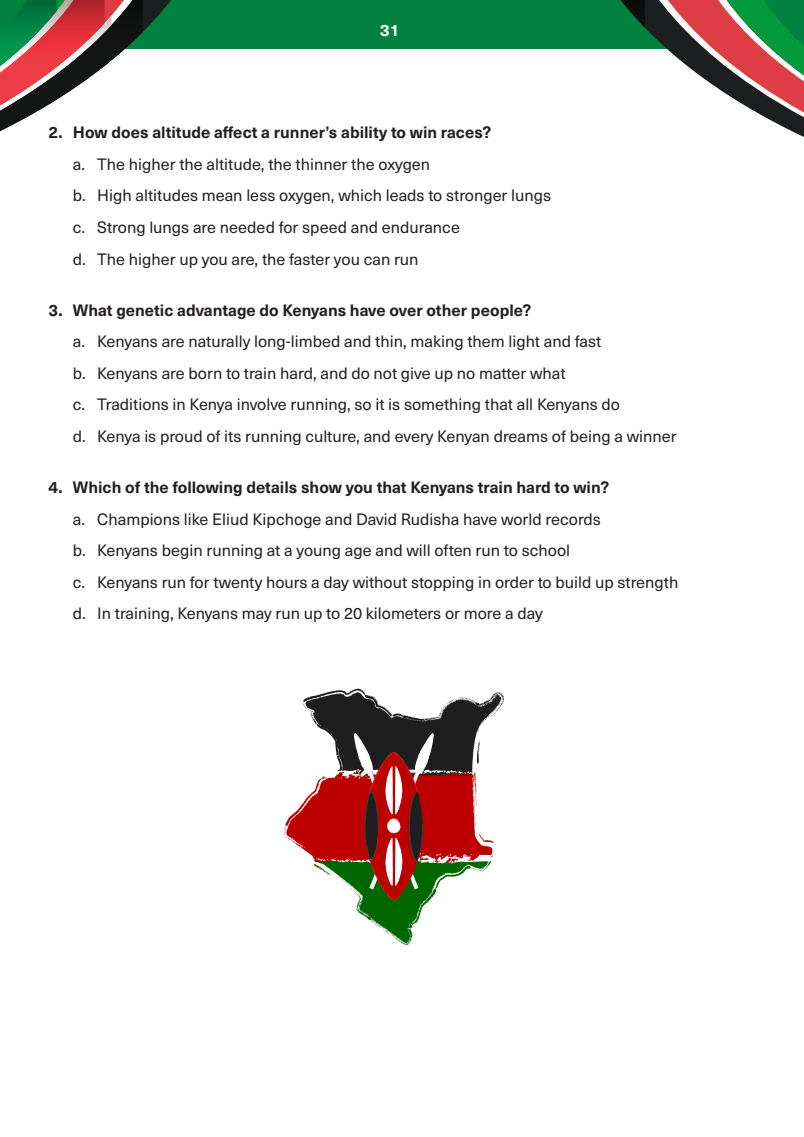 31
2. How does altitude affect a runner's ability to win races?
a. The higher the altitude, the thinner the oxygen
b. High altitudes mean less oxygen, which leads to stronger lungs
c. Strong lungs are needed for speed and endurance
d. The higher up you are, the faster you can run
3. What genetic advantage do Kenyans have over other people?
a. Kenyans are naturally long-limbed and thin, making them light and fast
b. Kenyans are born to train hard, and do not give up no matter what
c. Traditions in Kenya involve running, so it is something that all Kenyans do
d. Kenya is proud of its running culture, and every Kenyan dreams of being a winner
4. Which of the following details show you that Kenyans train hard to win?
a. Champions like Eliud Kipchoge and David Rudisha have world records
b. Kenyans begin running at a young age and will often run to school
c. Kenyans run for twenty hours a day without stopping in order to build up strength
d. In training, Kenyans may run up to 20 kilometers or more a day